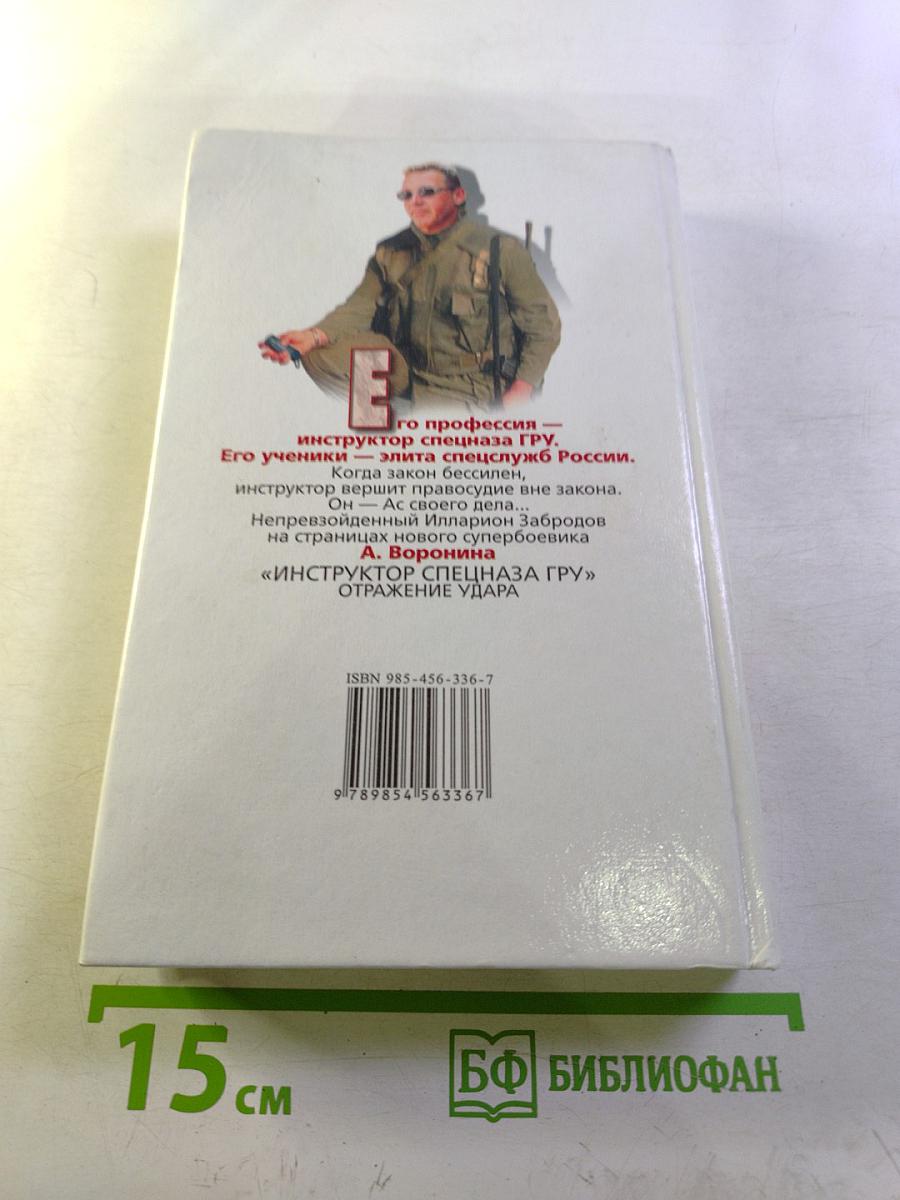 Его профессия —
инструктор спецназа ГРУ.
Его ученики — элита спецслужб России.
Когда закон бессилен,
инструктор вершит правосудие вне закона.
Он — Ас своего дела...
Непревзойденный Илларион Забродов
на страницах нового супербоевика
А. Воронина
«ИНСТРУКТОР СПЕЦНАЗА ГРУ»
ОТРАЖЕНИЕ УДАРА
ISBN 985-456-336-7
9 789854 563367
15 см
БФ БИБЛИОФАН